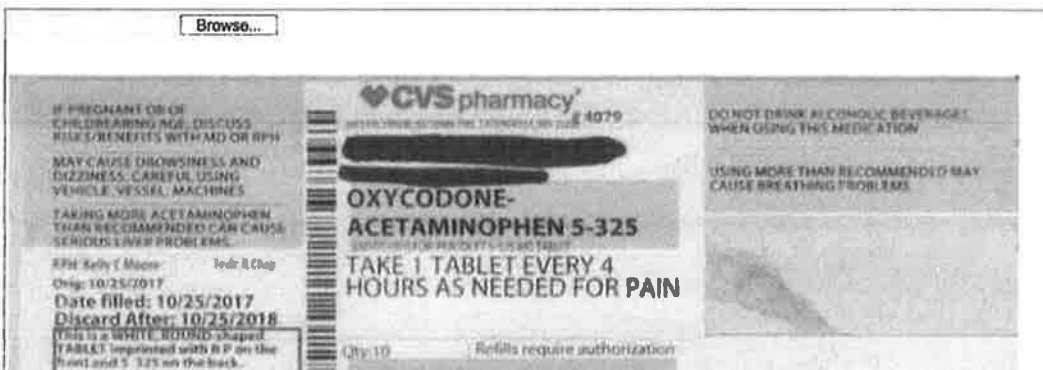 Browse...
IF PREGNANT OR OF
CHILDBEARING AGE, DISCUSS
RISKS/BENEFITS WITH MD OR RPH
MAY CAUSE DROWSINESS AND
DIZZINESS. CAREFUL USING
VEHICLE, VESSEL, MACHINES
TAKING MORE ACETAMINOPHEN
THAN RECOMMENDED CAN CAUSE
SERIOUS LIVER PROBLEMS.
RPH: Kelly E Moore
Orig: 10/25/2017
Date filled: 10/25/2017
Discard After: 10/25/2018
This is a WHITE, ROUND-shaped
TABLET imprinted with R P on the
front and 5 325 on the back.
CVS pharmacy
4079
OXYCODONE-
ACETAMINOPHEN 5-325
TAKE 1 TABLET EVERY 4
HOURS AS NEEDED FOR PAIN
Qty: 10
Refills require authorization
DO NOT DRINK ALCOHOLIC BEVERAGES
WHEN USING THIS MEDICATION
USING MORE THAN RECOMMENDED MAY
CAUSE BREATHING PROBLEMS.